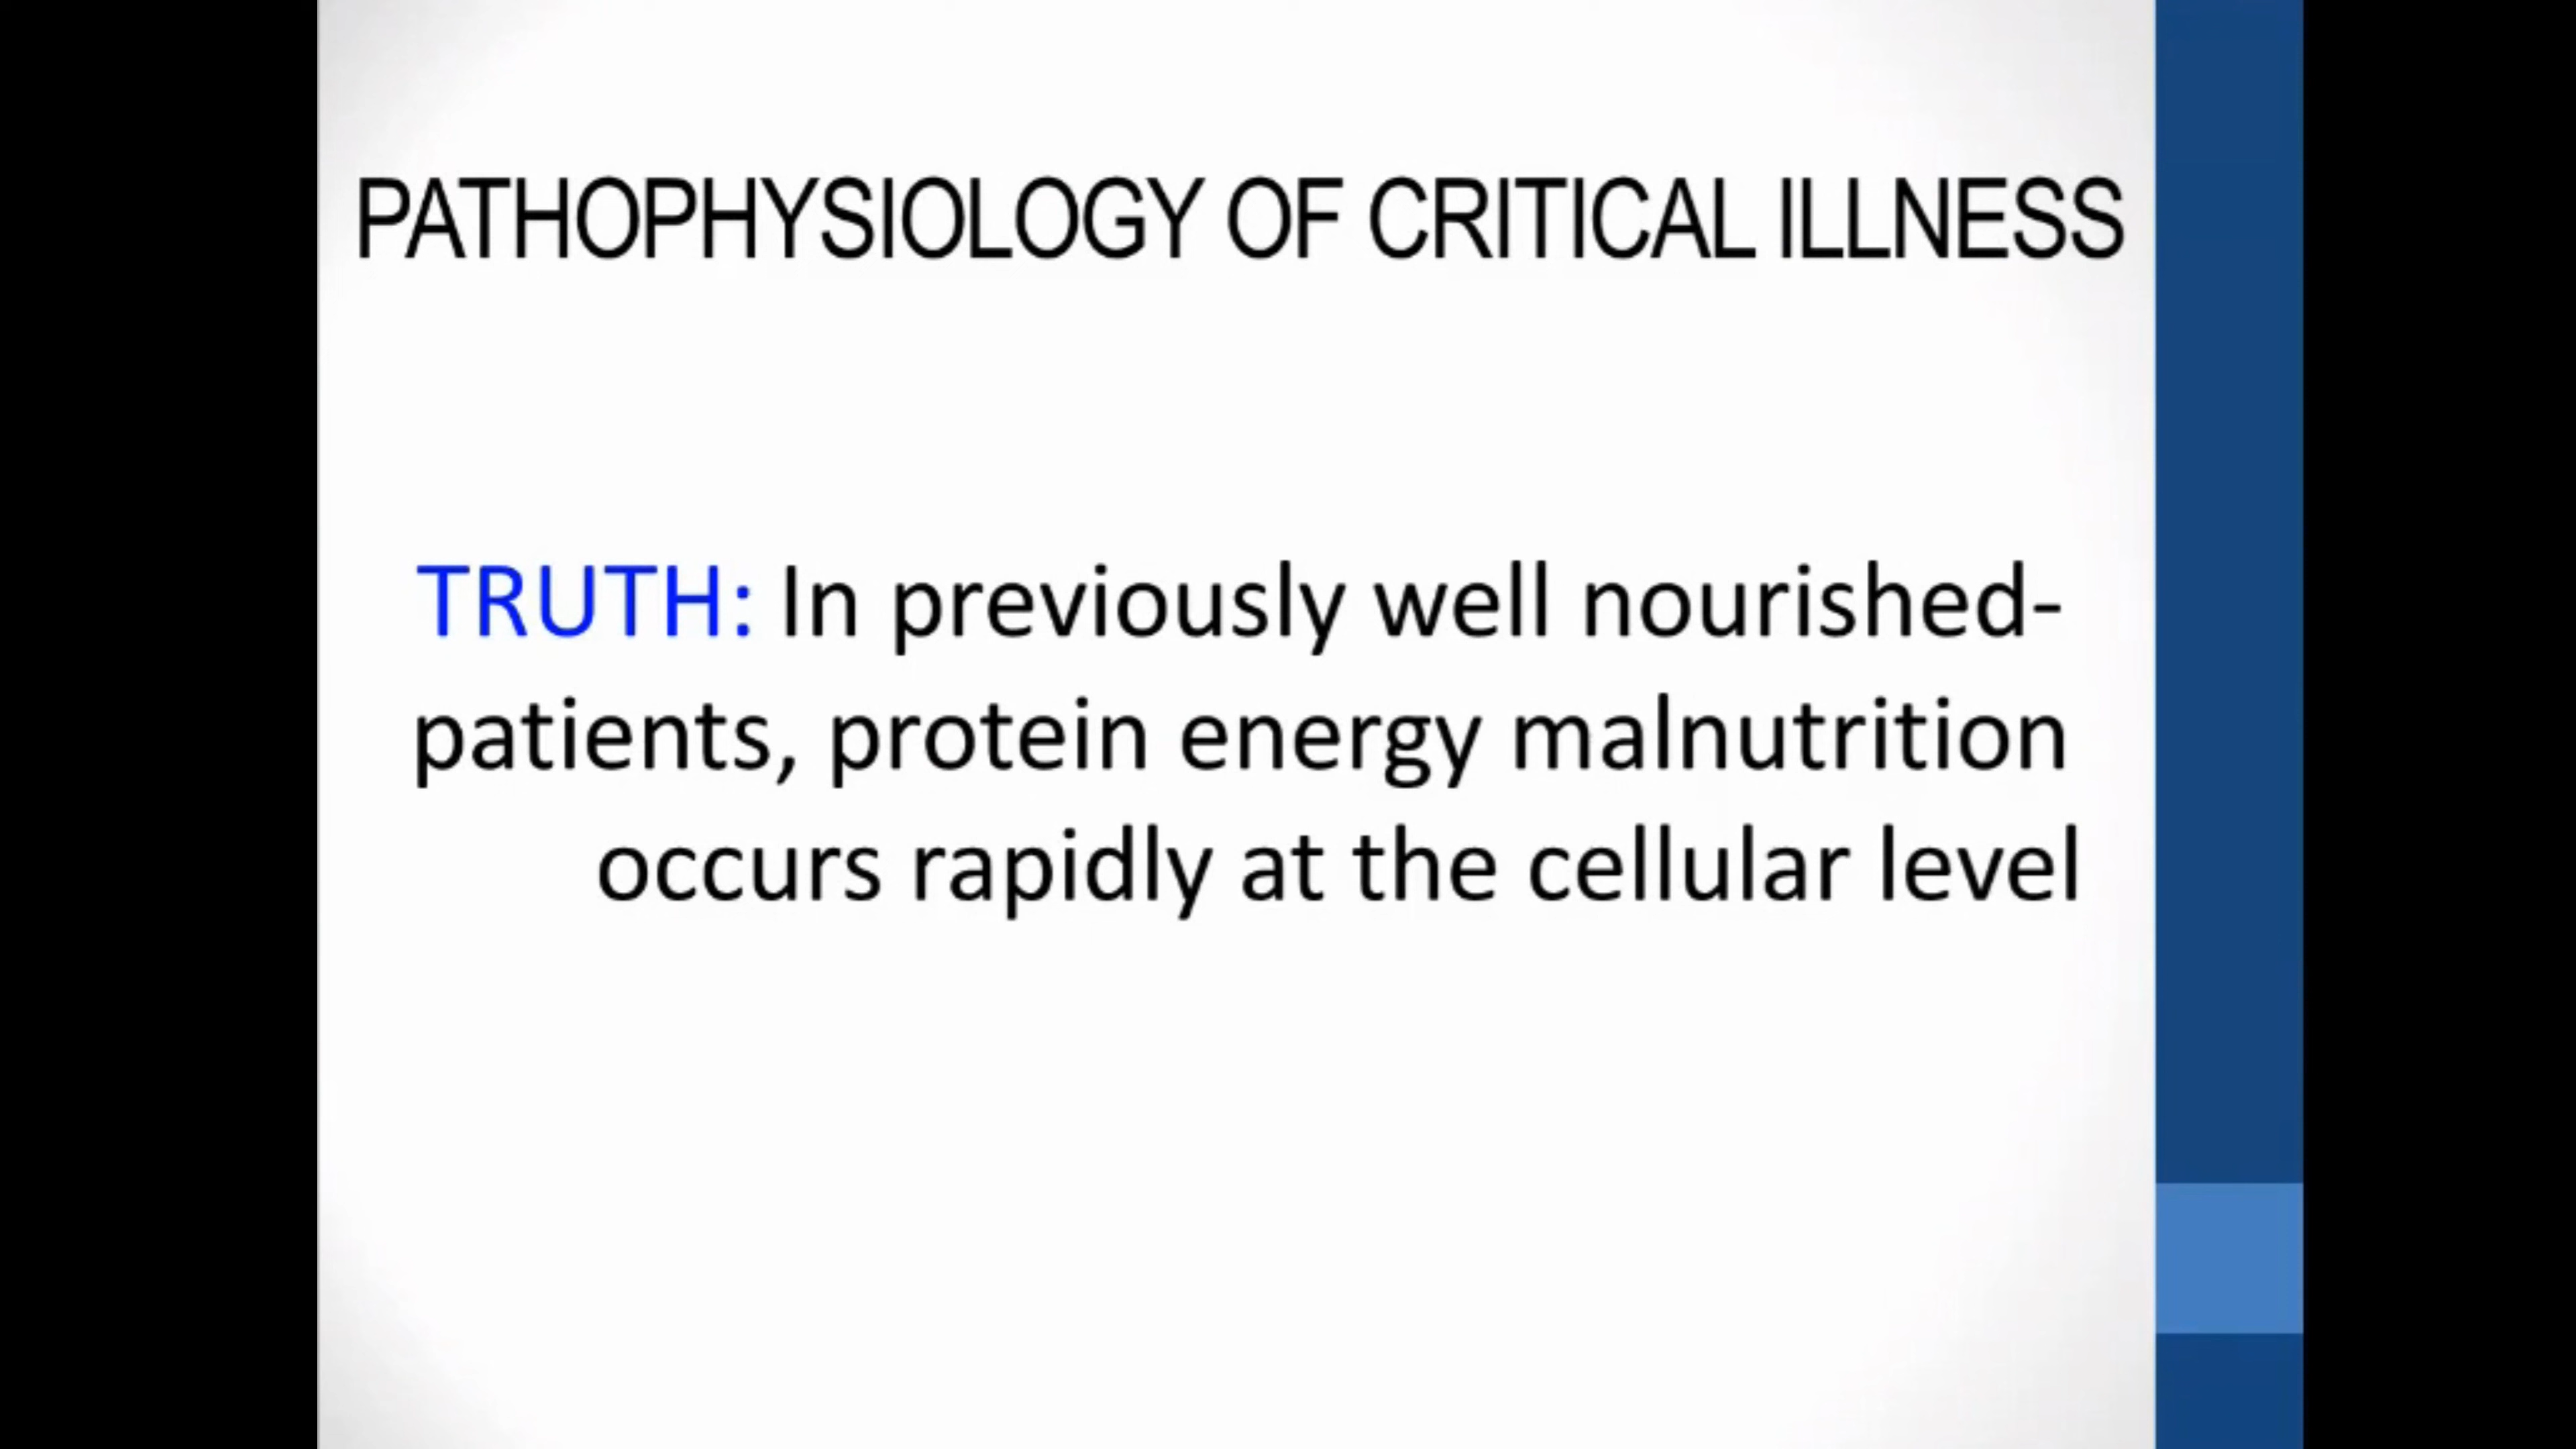 PATHOPHYSIOLOGY OF CRITICAL ILLNESS
TRUTH: In previously well nourished-
patients, protein energy malnutrition
occurs rapidly at the cellular level